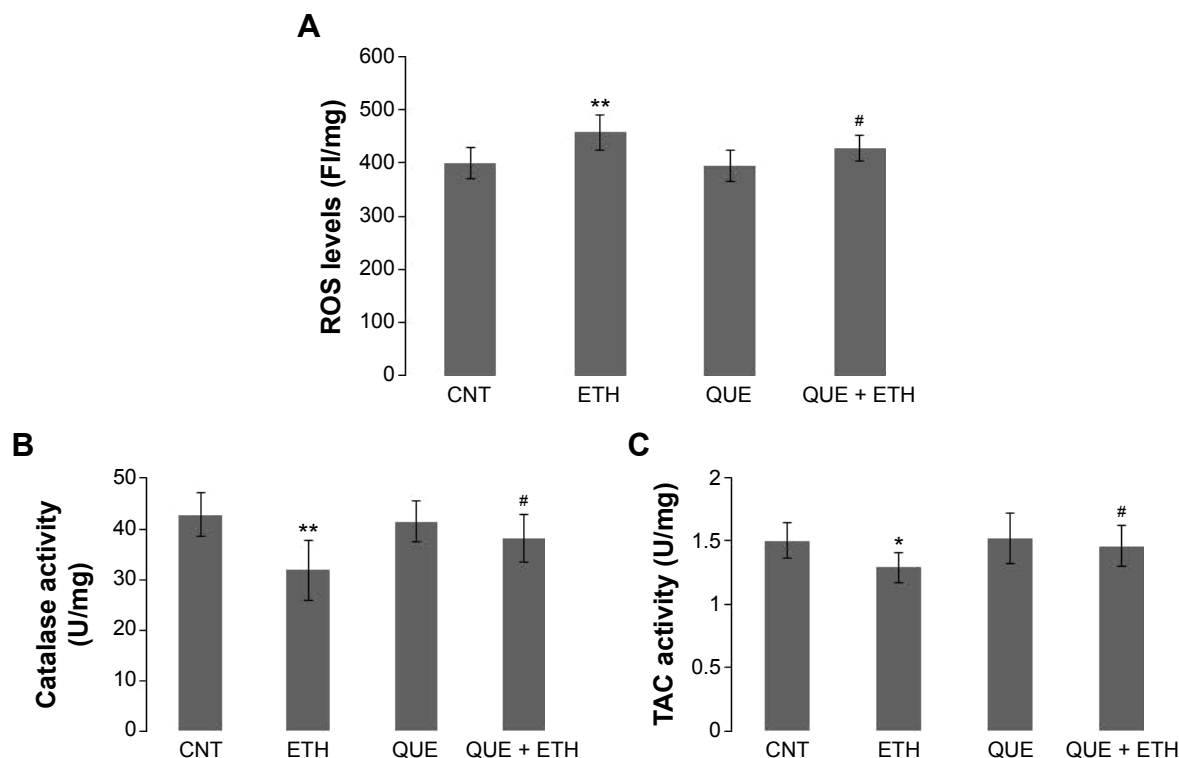 A
ROS levels (FI/mg)
600
500
400
300
200
100
0
**
#
CNT ETH QUE QUE + ETH
B
Catalase activity
(U/mg)
50
40
30
20
10
0
**
#
CNT ETH QUE QUE + ETH
C
TAC activity (U/mg)
2
1.5
1
0.5
0
*
#
CNT ETH QUE QUE + ETH